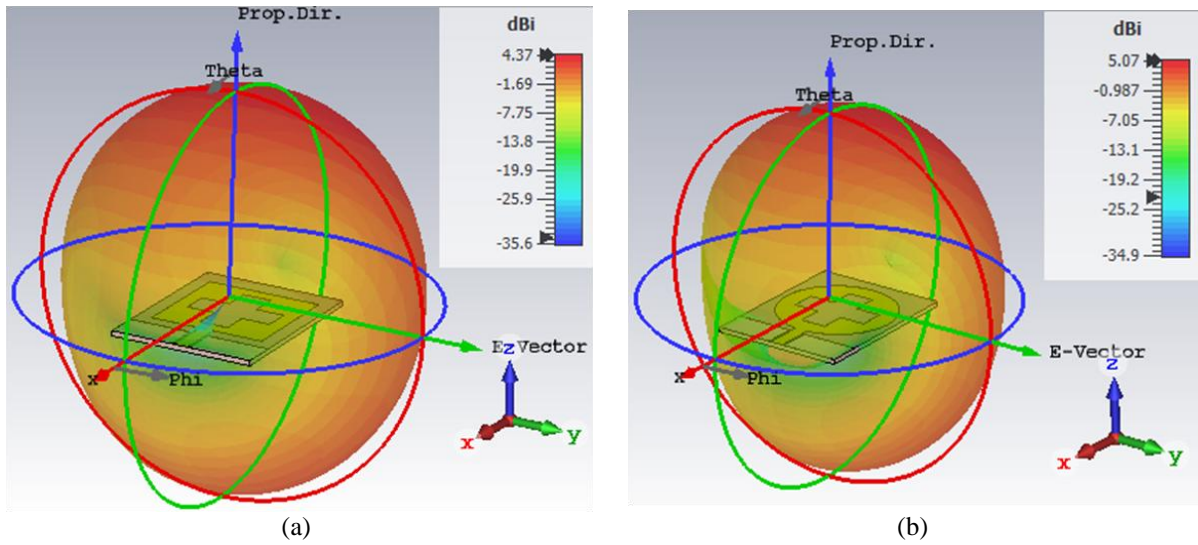 Prop.Dir.
Theta
dBi
4.37
-1.69
-7.75
-13.8
-19.9
-25.9
-35.6
E-Vector
x
Phi
z
x
y
(a)
Prop.Dir.
Theta
dBi
5.07
-0.987
-7.05
-13.1
-19.2
-25.2
-34.9
E-Vector
x
Phi
z
x
y
(b)